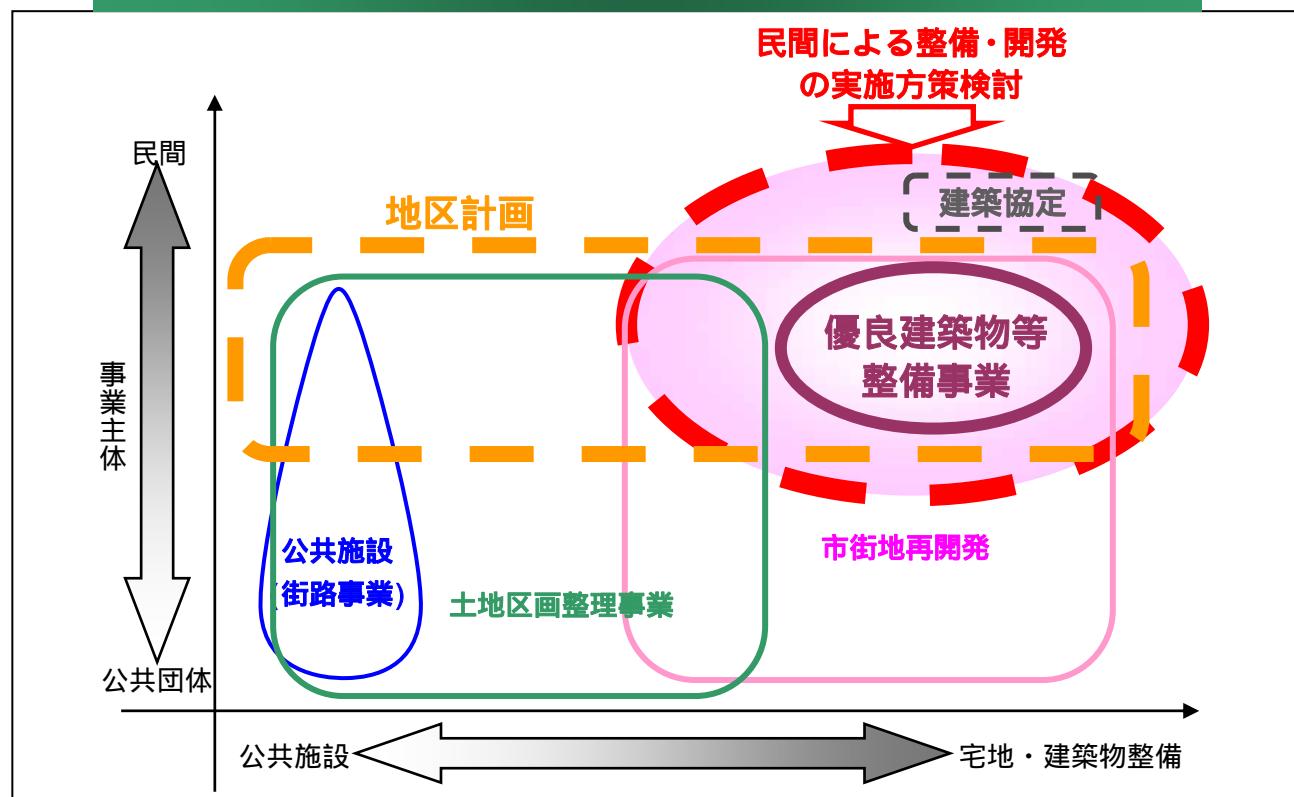 民間による整備・開発
の実施方策検討
民間
建築協定
地区計画
優良建築物等
整備事業
事業主体
公共施設
(街路事業)
市街地再開発
土地区画整理事業
公共団体
公共施設
宅地・建築物整備